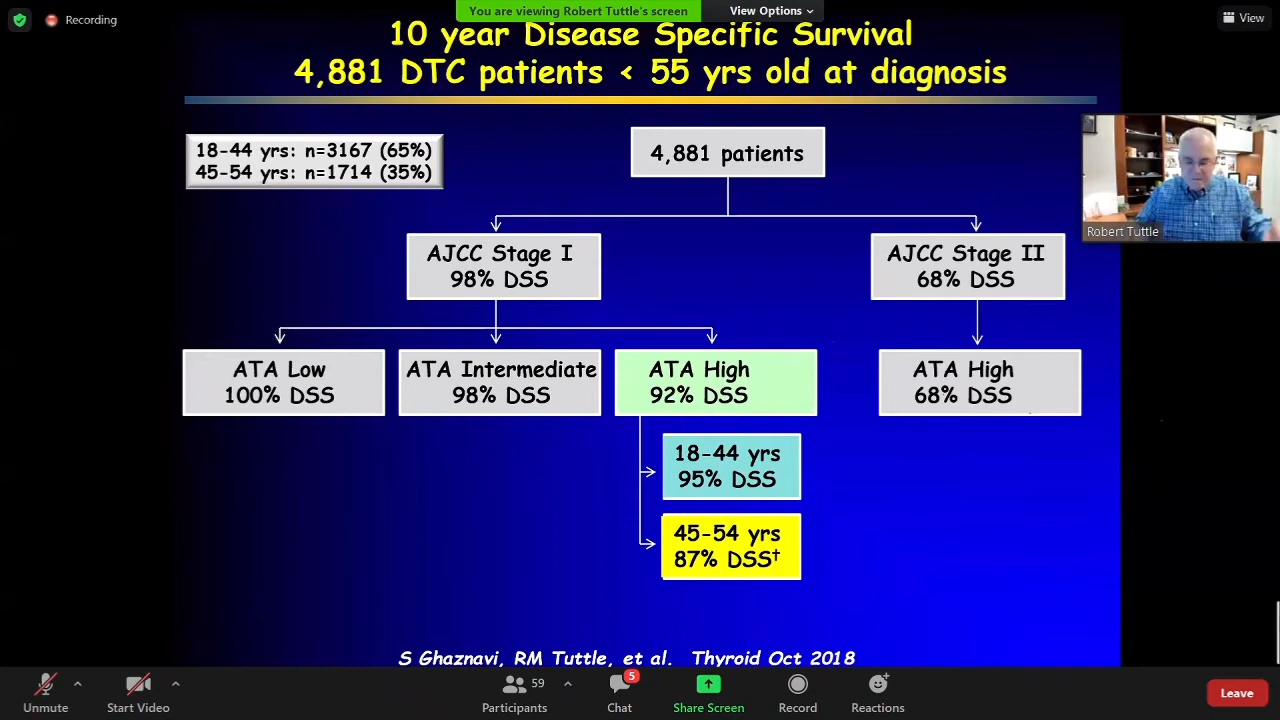 Recording
You are viewing Robert Tuttle's screen
View Options
View
10 year Disease Specific Survival
4,881 DTC patients < 55 yrs old at diagnosis
18-44 yrs: n=3167 (65%)
45-54 yrs: n=1714 (35%)
4,881 patients
Robert Tuttle
AJCC Stage I
98% DSS
AJCC Stage II
68% DSS
ATA Low
100% DSS
ATA Intermediate
98% DSS
ATA High
92% DSS
ATA High
68% DSS
18-44 yrs
95% DSS
45-54 yrs
87% DSS†
S Ghaznavi, RM Tuttle, et al. Thyroid Oct 2018
Unmute
Start Video
59
Participants
5
Chat
Share Screen
Record
Reactions
Leave